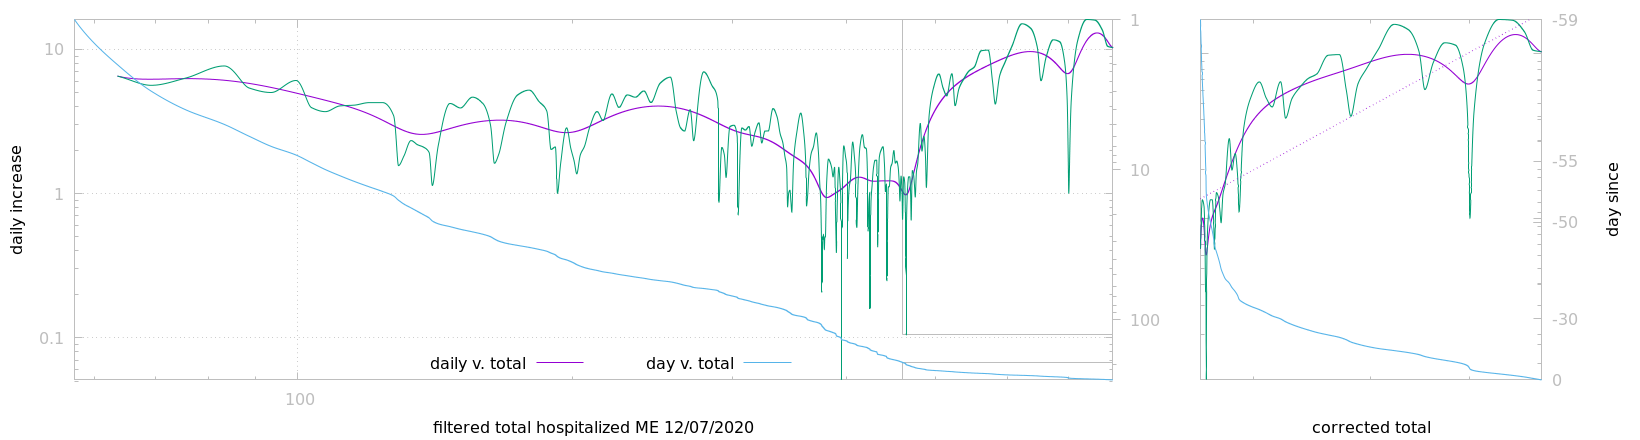 10
1
0.1
daily increase
100
filtered total hospitalized ME 12/07/2020
daily v. total
day v. total
1
10
100
-59
-55
-50
-30
0
day since
corrected total